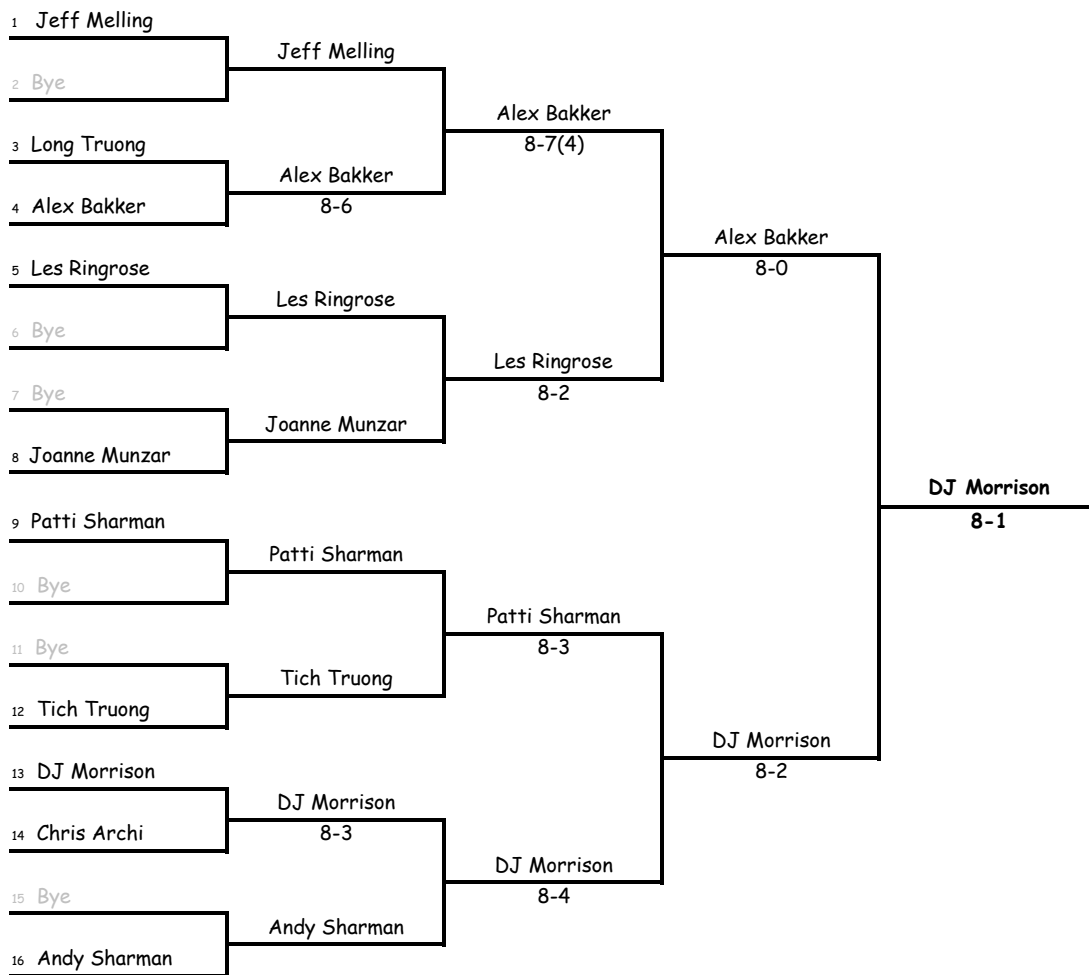 1 Jeff Melling
2 Bye
3 Long Truong
4 Alex Bakker
5 Les Ringrose
6 Bye
7 Bye
8 Joanne Munzar
9 Patti Sharman
10 Bye
11 Bye
12 Tich Truong
13 DJ Morrison
14 Chris Archi
15 Bye
16 Andy Sharman
Jeff Melling
Alex Bakker
8-6
Les Ringrose
Joanne Munzar
Patti Sharman
Tich Truong
DJ Morrison
8-3
Andy Sharman
Alex Bakker
8-7(4)
Les Ringrose
8-2
Patti Sharman
8-3
DJ Morrison
8-4
Alex Bakker
8-0
DJ Morrison
8-2
DJ Morrison
8-1